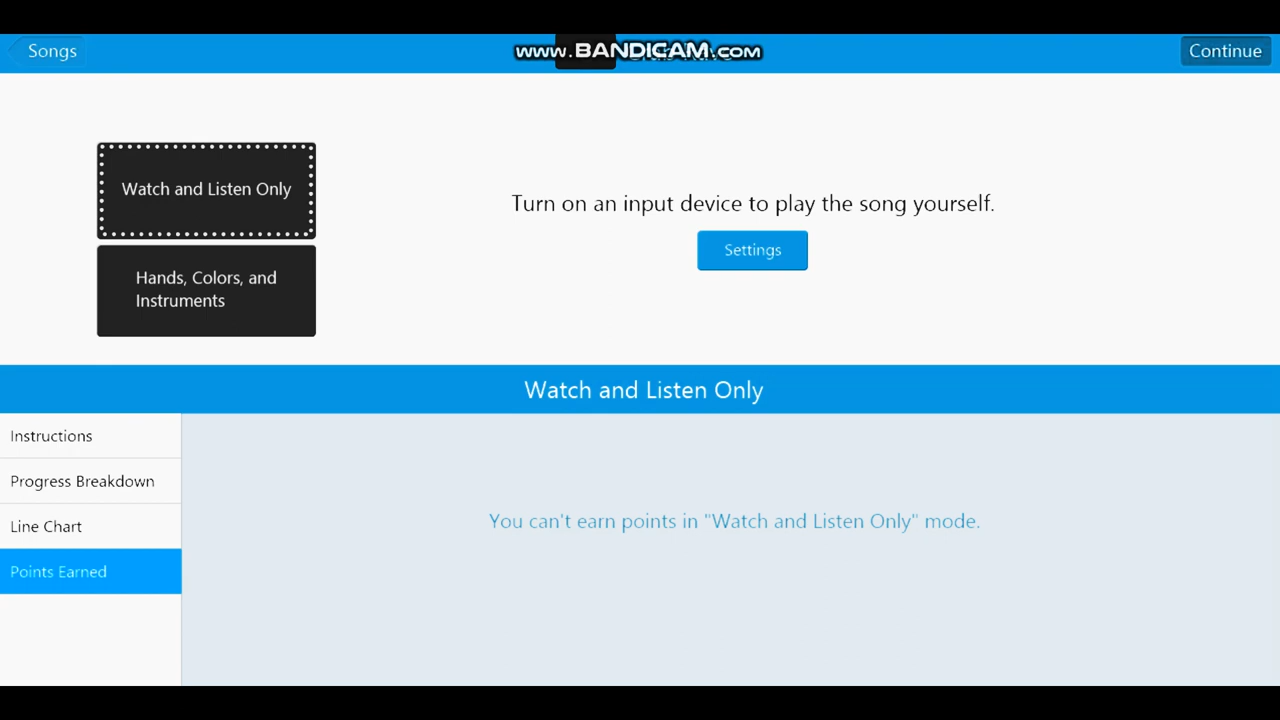 Songs
www.BANDICAM.com
Continue
Watch and Listen Only
Hands, Colors, and
Instruments
Turn on an input device to play the song yourself.
Settings
Watch and Listen Only
Instructions
Progress Breakdown
Line Chart
Points Earned
You can't earn points in "Watch and Listen Only" mode.